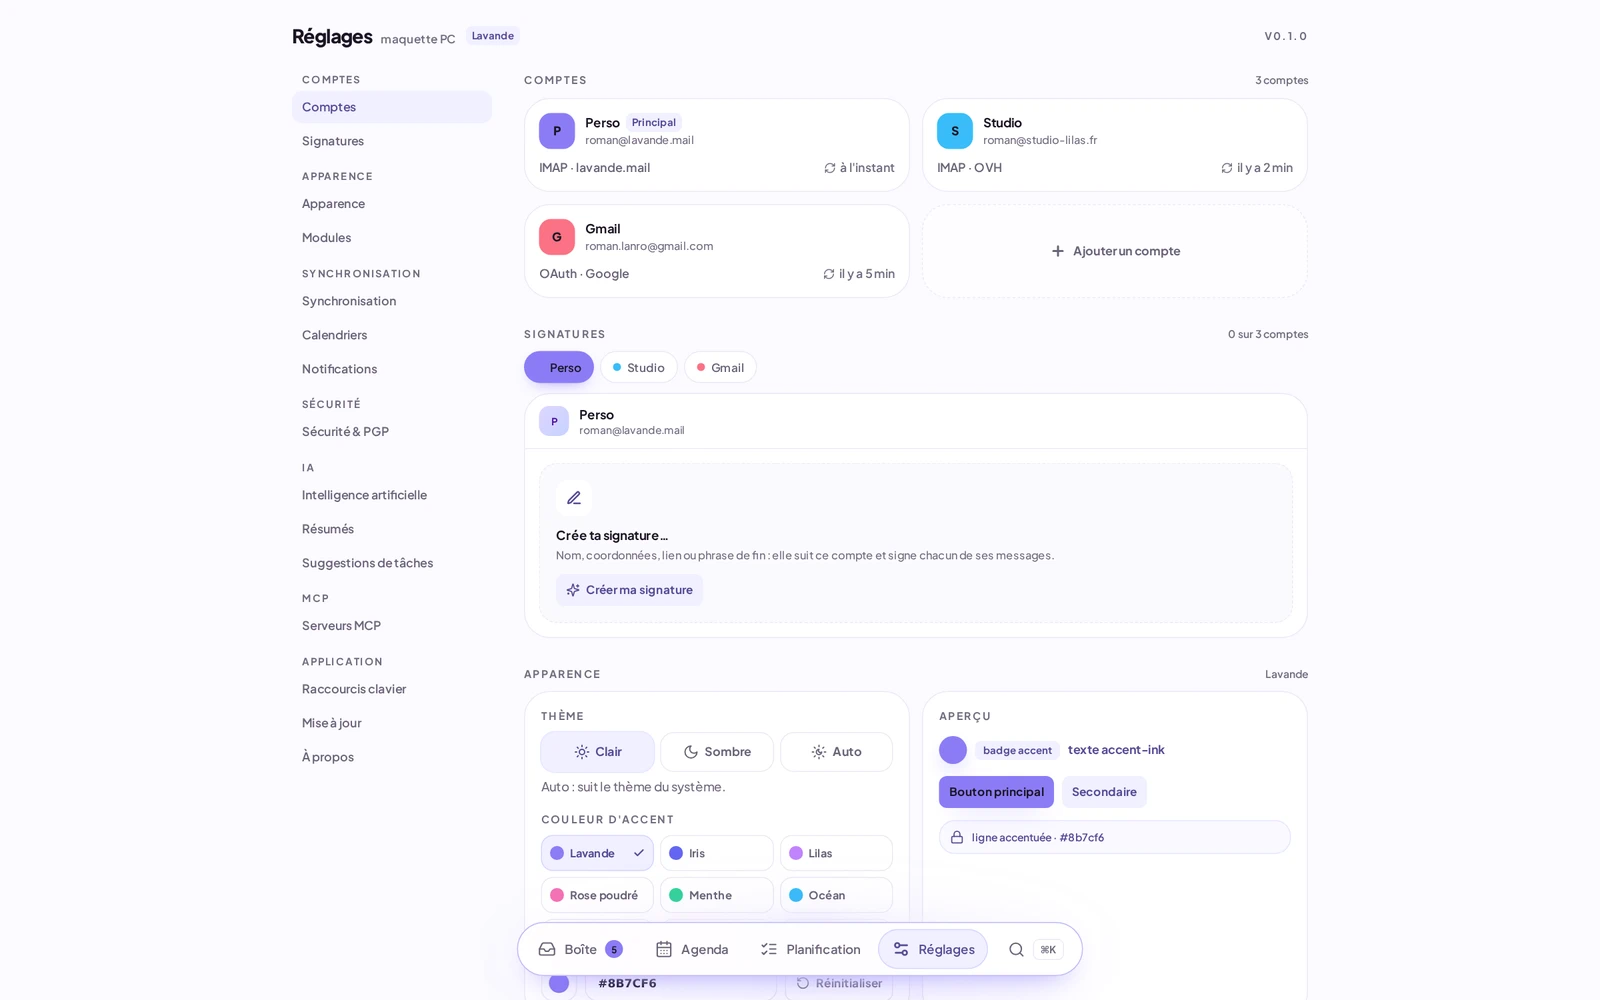 Réglages maquette PC Lavande
V0.1.0
COMPTES
Comptes
Signatures
APPARENCE
Apparence
Modules
SYNCHRONISATION
Synchronisation
Calendriers
Notifications
SÉCURITÉ
Sécurité & PGP
IA
Intelligence artificielle
Résumés
Suggestions de tâches
MCP
Serveurs MCP
APPLICATION
Raccourcis clavier
Mise à jour
À propos
COMPTES
3 comptes
P
Perso Principal
roman@lavande.mail
IMAP · lavande.mail
à l'instant
S
Studio
roman@studio-lilas.fr
IMAP · OVH
il y a 2 min
G
Gmail
roman.lanro@gmail.com
OAuth · Google
il y a 5 min
Ajouter un compte
SIGNATURES
0 sur 3 comptes
Perso
Studio
Gmail
P
Perso
roman@lavande.mail
Crée ta signature…
Nom, coordonnées, lien ou phrase de fin : elle suit ce compte et signe chacun de ses messages.
Créer ma signature
APPARENCE
Lavande
THÈME
Clair
Sombre
Auto
Auto : suit le thème du système.
COULEUR D'ACCENT
Lavande
Iris
Lilas
Rose poudré
Menthe
Océan
#8B7CF6
Réinitialiser
APERÇU
badge accent
texte accent-ink
Bouton principal
Secondaire
ligne accentuée · #8b7cf6
Boîte 5
Agenda
Planification
Réglages
⌘K